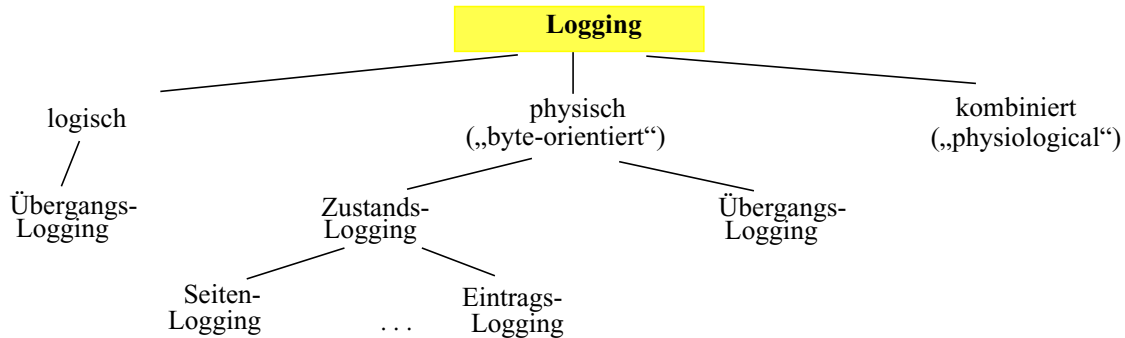 Logging
logisch
physisch
(„byte-orientiert“)
kombiniert
(„physiological“)
Übergangs-
Logging
Zustands-
Logging
Übergangs-
Logging
Seiten-
Logging
. . .
Eintrags-
Logging